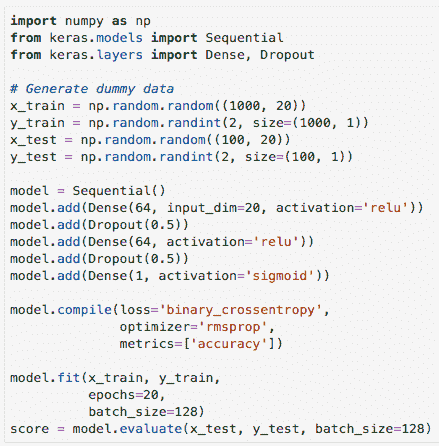 import numpy as np
from keras.models import Sequential
from keras.layers import Dense, Dropout

# Generate dummy data
x_train = np.random.random((1000, 20))
y_train = np.random.randint(2, size=(1000, 1))
x_test = np.random.random((100, 20))
y_test = np.random.randint(2, size=(100, 1))

model = Sequential()
model.add(Dense(64, input_dim=20, activation='relu'))
model.add(Dropout(0.5))
model.add(Dense(64, activation='relu'))
model.add(Dropout(0.5))
model.add(Dense(1, activation='sigmoid'))

model.compile(loss='binary_crossentropy',
              optimizer='rmsprop',
              metrics=['accuracy'])

model.fit(x_train, y_train,
          epochs=20,
          batch_size=128)
score = model.evaluate(x_test, y_test, batch_size=128)